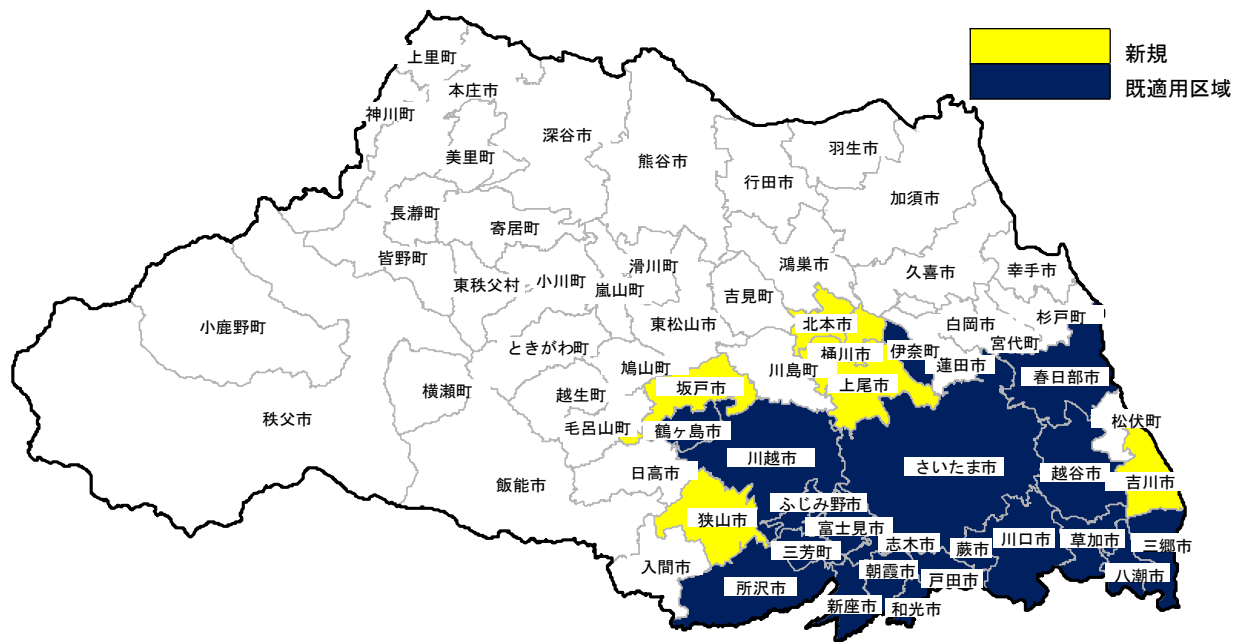 新規
既適用区域
上里町
本庄市
神川町
深谷市
美里町
熊谷市
羽生市
行田市
加須市
長瀞町
寄居町
皆野町
東秩父村
小川町
嵐山町
滑川町
吉見町
鴻巣市
久喜市
幸手市
小鹿野町
東松山市
北本市
白岡市
杉戸町
宮代町
ときがわ町
鳩山町
川島町
桶川市
伊奈町
蓮田市
春日部市
横瀬町
越生町
坂戸市
上尾市
秩父市
毛呂山町
鶴ヶ島市
松伏町
飯能市
日高市
川越市
さいたま市
越谷市
吉川市
狭山市
ふじみ野市
富士見市
入間市
三芳町
志木市
蕨市
川口市
草加市
三郷市
所沢市
朝霞市
戸田市
八潮市
新座市
和光市